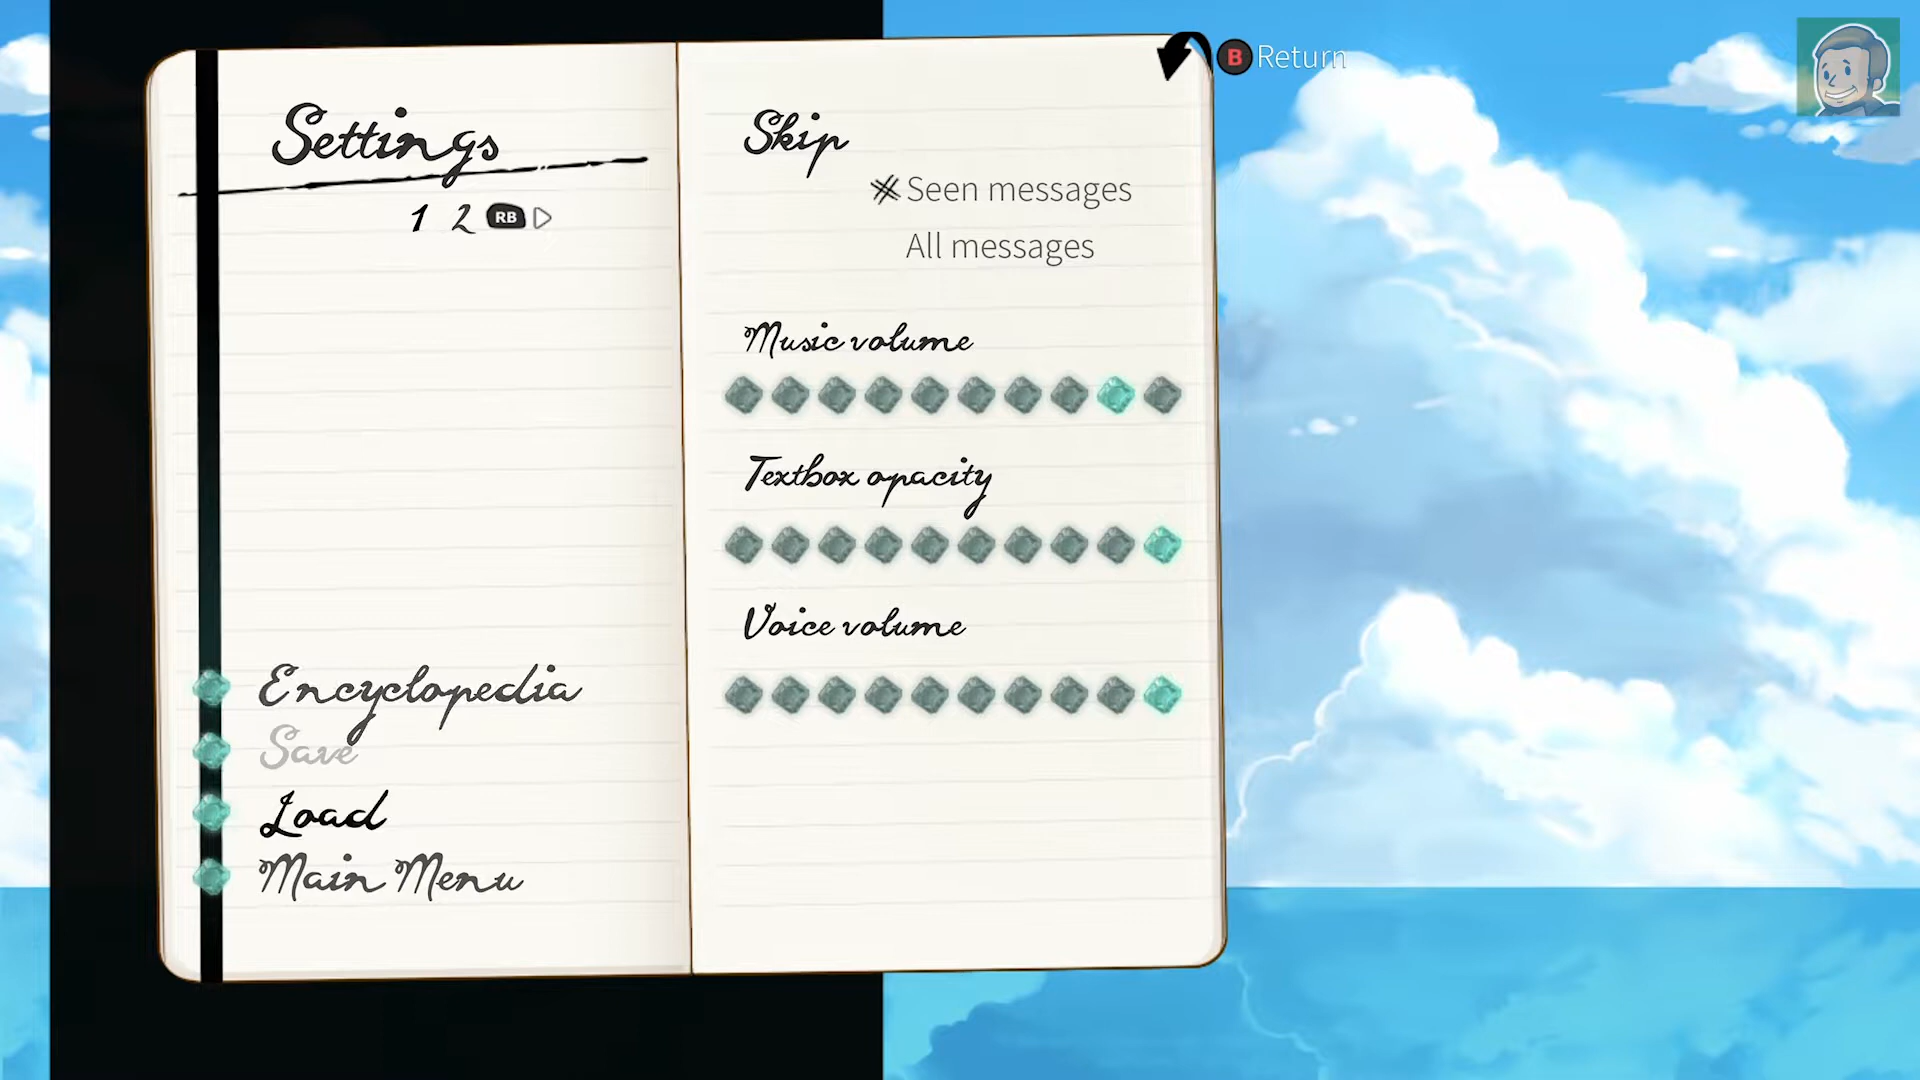 Settings
1 2 RB
Encyclopedia
Save
Load
Main Menu
B Return
Skip
Seen messages
All messages
Music volume
Textbox opacity
Voice volume